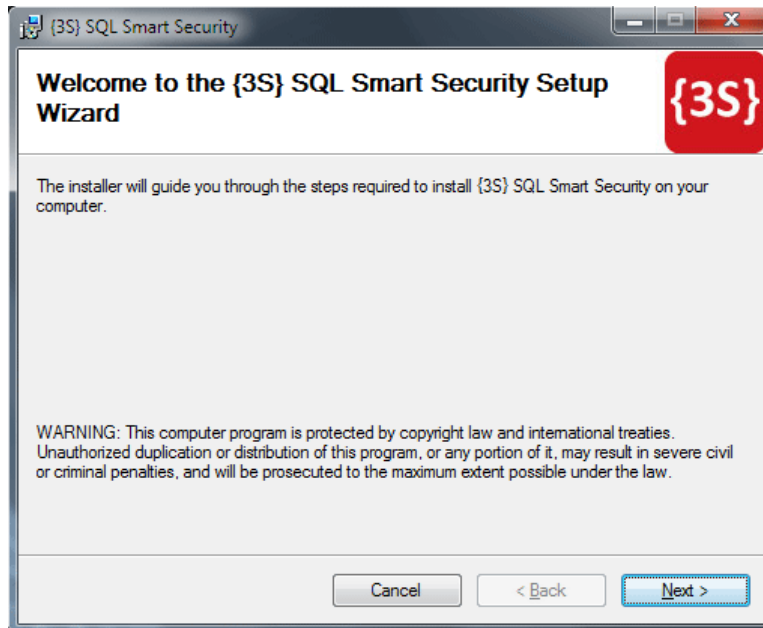 {3S} SQL Smart Security
Welcome to the {3S} SQL Smart Security Setup
Wizard
{3S}
The installer will guide you through the steps required to install {3S} SQL Smart Security on your
computer.
WARNING: This computer program is protected by copyright law and international treaties.
Unauthorized duplication or distribution of this program, or any portion of it, may result in severe civil
or criminal penalties, and will be prosecuted to the maximum extent possible under the law.
Cancel < Back Next >